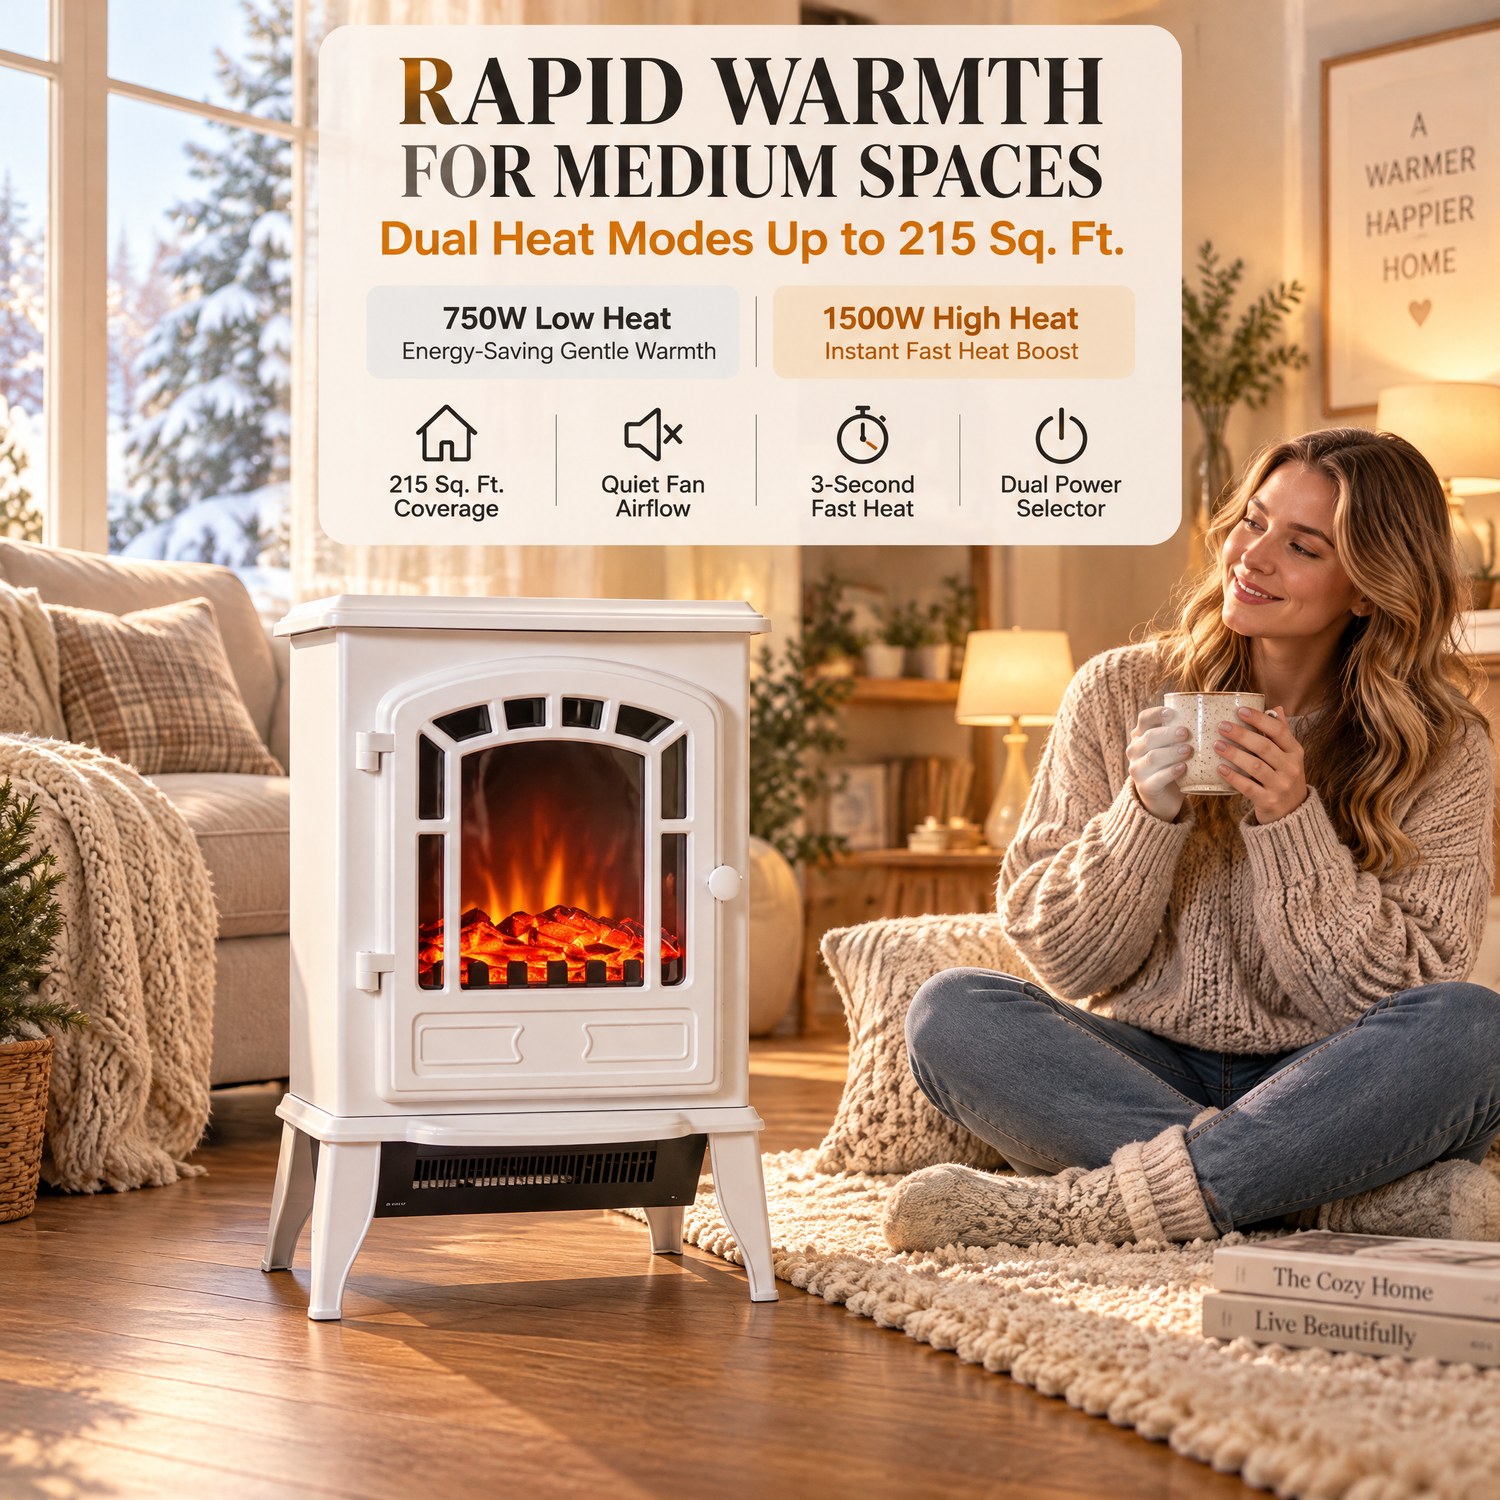 RAPID WARMTH
FOR MEDIUM SPACES
Dual Heat Modes Up to 215 Sq. Ft.
750W Low Heat
Energy-Saving Gentle Warmth
1500W High Heat
Instant Fast Heat Boost
215 Sq. Ft.
Coverage
Quiet Fan
Airflow
3-Second
Fast Heat
Dual Power
Selector
A
WARMER
HAPPIER
HOME
The Cozy Home
Live Beautifully